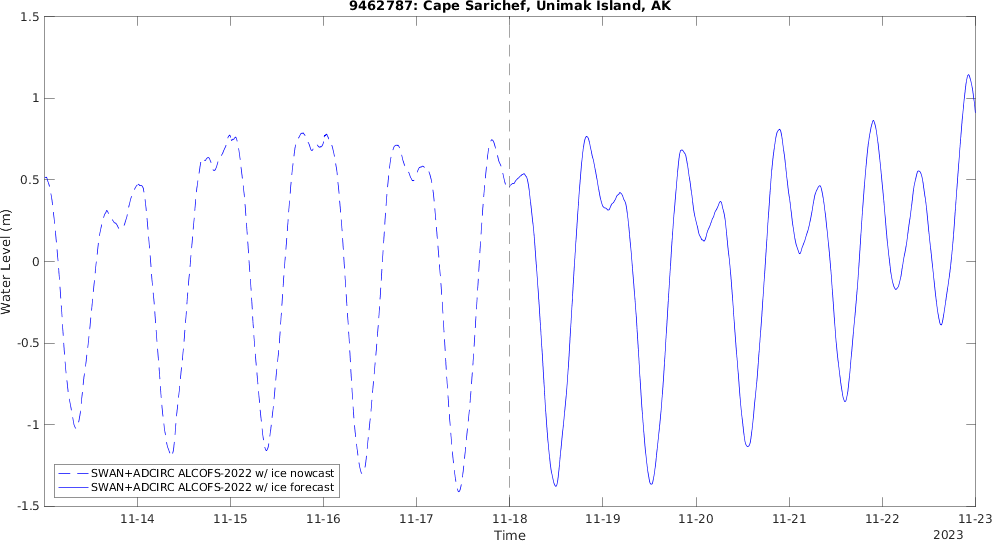 9462787: Cape Sarichef, Unimak Island, AK
1.5
1
0.5
0
-0.5
-1
-1.5
Water Level (m)
SWAN+ADCIRC ALCOFS-2022 w/ ice nowcast
SWAN+ADCIRC ALCOFS-2022 w/ ice forecast
11-14 11-15 11-16 11-17 11-18 11-19 11-20 11-21 11-22 11-23
Time
2023